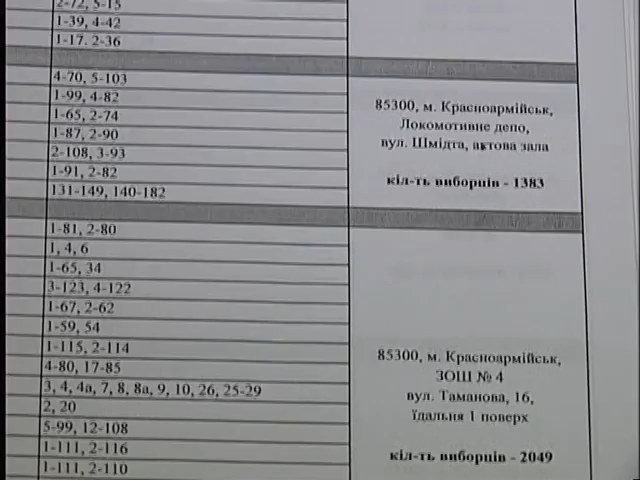 2-72, 5-15
1-39, 4-42
1-17. 2-36
4-70, 5-103
1-99, 4-82
1-65, 2-74
1-87, 2-90
2-108, 3-93
1-91, 2-82
131-149, 140-182
85300, м. Красноармійськ,
Локомотивне депо,
вул. Шмідта, актова зала
кіл-ть виборців - 1383
1-81, 2-80
1, 4, 6
1-65, 34
3-123, 4-122
1-67, 2-62
1-59, 54
1-115, 2-114
4-80, 17-85
3, 4, 4а, 7, 8, 8а, 9, 10, 26, 25-29
2, 20
5-99, 12-108
1-111, 2-116
1-111, 2-110
85300, м. Красноармійськ,
ЗОШ № 4
вул. Таманова, 16,
їдальня 1 поверх
кіл-ть виборців - 2049